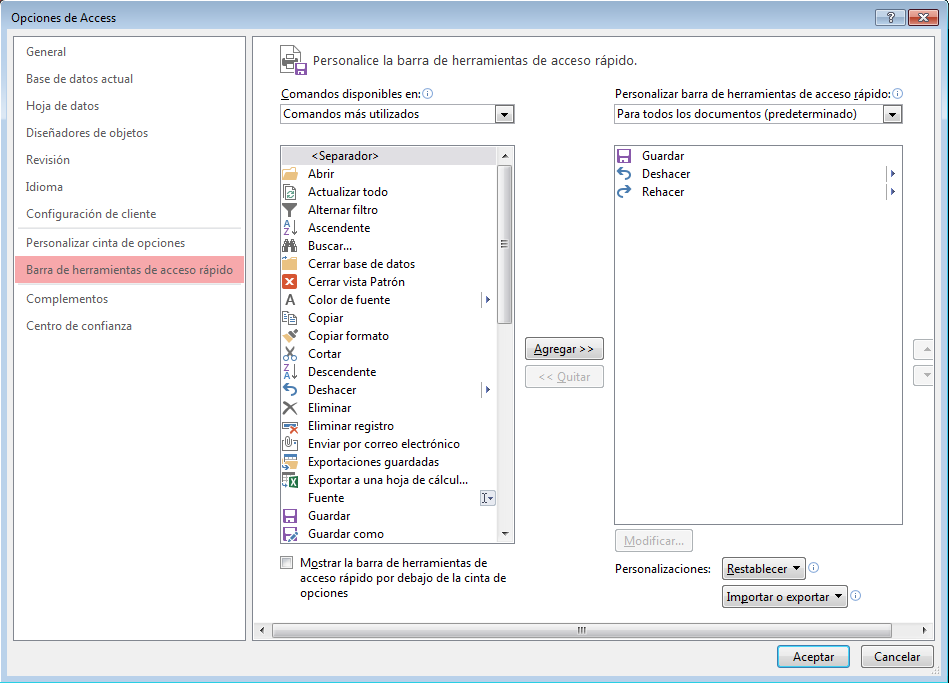 Opciones de Access
General
Base de datos actual
Hoja de datos
Diseñadores de objetos
Revisión
Idioma
Configuración de cliente
Personalizar cinta de opciones
Barra de herramientas de acceso rápido
Complementos
Centro de confianza
Personalice la barra de herramientas de acceso rápido.
Comandos disponibles en:
Comandos más utilizados
<Separador>
Abrir
Actualizar todo
Alternar filtro
Ascendente
Buscar...
Cerrar base de datos
Cerrar vista Patrón
Color de fuente
Copiar
Copiar formato
Cortar
Descendente
Deshacer
Eliminar
Eliminar registro
Enviar por correo electrónico
Exportaciones guardadas
Exportar a una hoja de cálcul...
Fuente
Guardar
Guardar como
Mostrar la barra de herramientas de
acceso rápido por debajo de la cinta de
opciones
Agregar >>
<< Quitar
Personalizar barra de herramientas de acceso rápido:
Para todos los documentos (predeterminado)
Guardar
Deshacer
Rehacer
Modificar...
Personalizaciones:
Restablecer
Importar o exportar
Aceptar
Cancelar